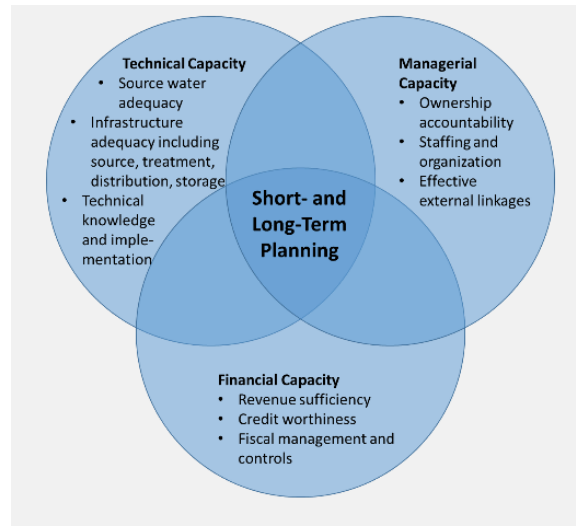 Technical Capacity
• Source water
adequacy
• Infrastructure
adequacy including
source, treatment,
distribution, storage
• Technical
knowledge
and imple-
mentation
Managerial
Capacity
• Ownership
accountability
• Staffing and
organization
• Effective
external linkages
Short- and
Long-Term
Planning
Financial Capacity
• Revenue sufficiency
• Credit worthiness
• Fiscal management and
controls